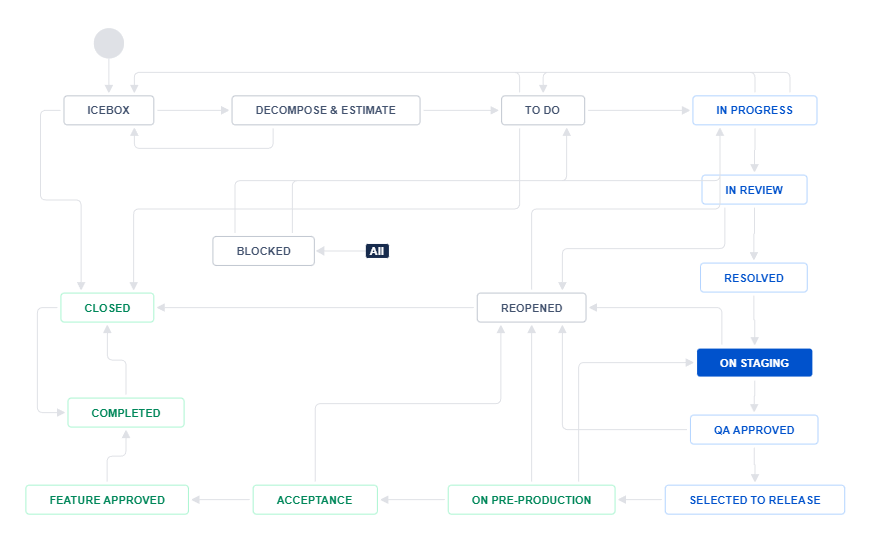 ICEBOX
DECOMPOSE & ESTIMATE
TO DO
IN PROGRESS
IN REVIEW
BLOCKED
All
RESOLVED
CLOSED
REOPENED
ON STAGING
COMPLETED
QA APPROVED
FEATURE APPROVED
ACCEPTANCE
ON PRE-PRODUCTION
SELECTED TO RELEASE